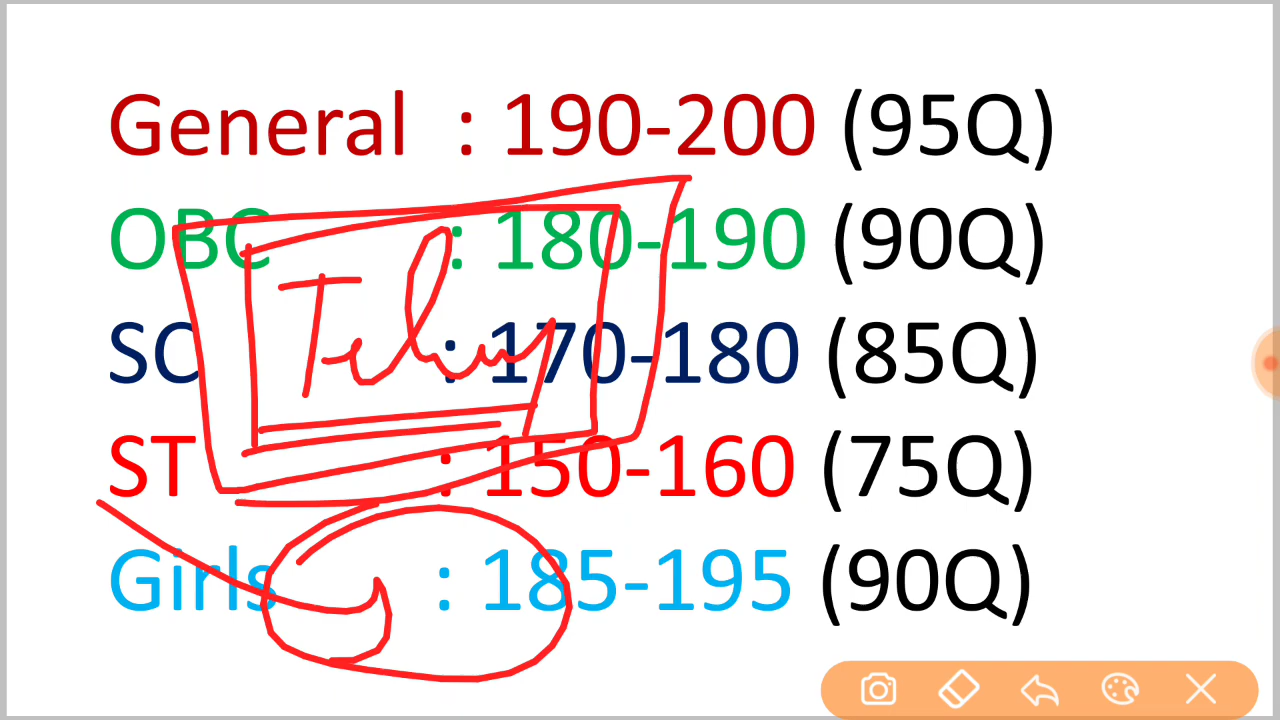 General : 190-200 (95Q)
OBC : 180-190 (90Q)
SC : 170-180 (85Q)
ST : 150-160 (75Q)
Girls : 185-195 (90Q)